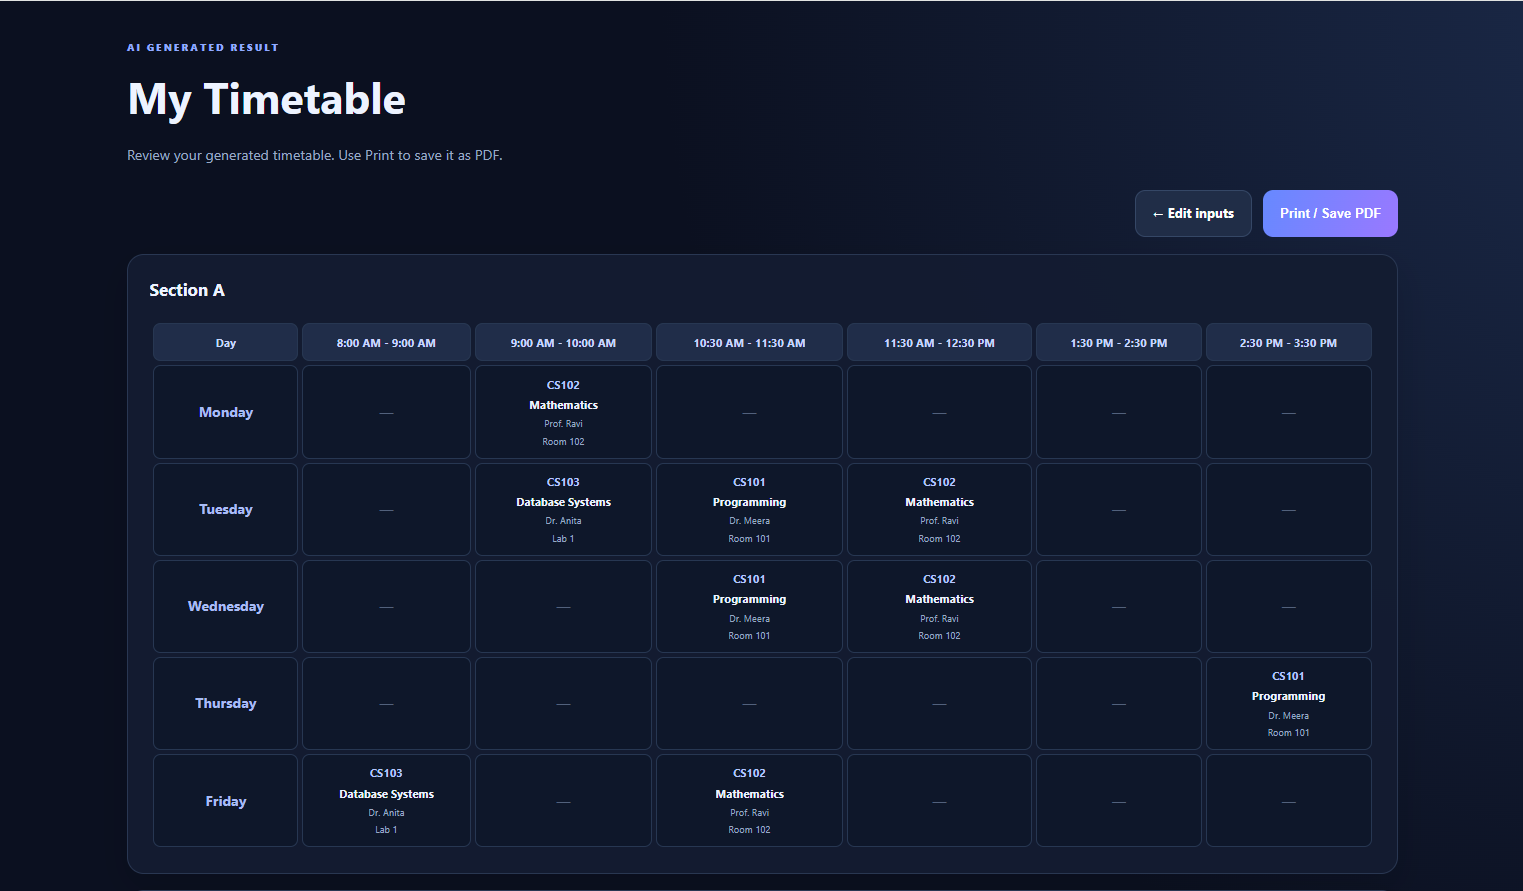 AI GENERATED RESULT
My Timetable
Review your generated timetable. Use Print to save it as PDF.
← Edit inputs
Print / Save PDF
Section A
Day
8:00 AM - 9:00 AM
9:00 AM - 10:00 AM
10:30 AM - 11:30 AM
11:30 AM - 12:30 PM
1:30 PM - 2:30 PM
2:30 PM - 3:30 PM
Monday
—
CS102
Mathematics
Prof. Ravi
Room 102
—
—
—
—
Tuesday
—
CS103
Database Systems
Dr. Anita
Lab 1
CS101
Programming
Dr. Meera
Room 101
CS102
Mathematics
Prof. Ravi
Room 102
—
—
Wednesday
—
—
CS101
Programming
Dr. Meera
Room 101
CS102
Mathematics
Prof. Ravi
Room 102
—
—
Thursday
—
—
—
—
—
CS101
Programming
Dr. Meera
Room 101
Friday
CS103
Database Systems
Dr. Anita
Lab 1
—
CS102
Mathematics
Prof. Ravi
Room 102
—
—
—